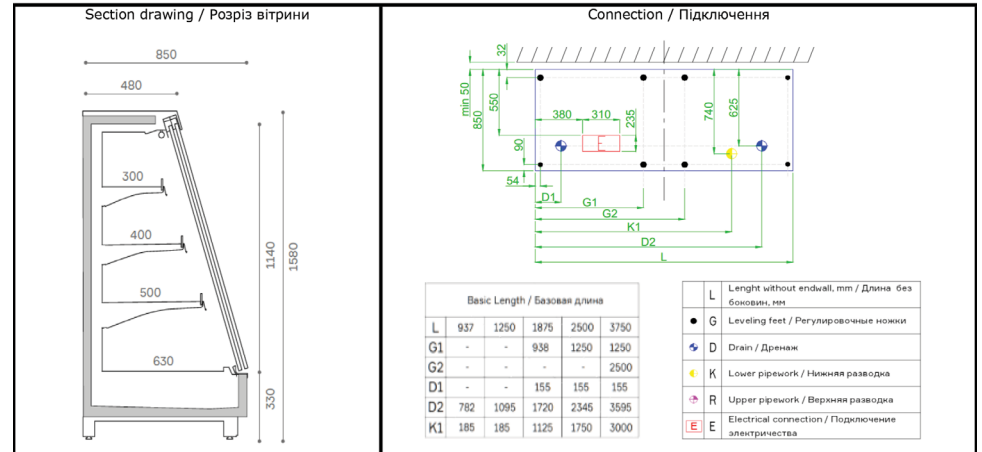 Section drawing / Розріз вітрини
850
480
300
400
500
630
1140
1580
330
Connection / Підключення
32
min 50
850
550
90
54
380
310
235
E
740
625
D1
G1
G2
K1
D2
L
Basic Length / Базовая длина
L 937 1250 1875 2500 3750
G1 - - 938 1250 1250
G2 - - - - 2500
D1 - - 155 155 155
D2 782 1095 1720 2345 3595
K1 185 185 1125 1750 3000
L Lenght without endwall, mm / Длина без
боковин, мм
G Leveling feet / Регулировочные ножки
D Drain / Дренаж
K Lower pipework / Нижняя разводка
R Upper pipework / Верхняя разводка
E E Electrical connection / Подключение
электричества